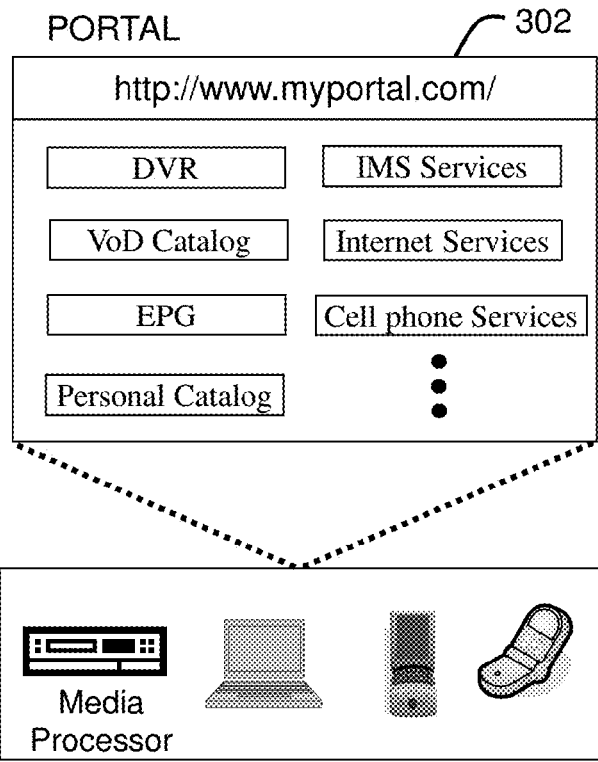 PORTAL
302
http://www.myportal.com/
DVR
IMS Services
VoD Catalog
Internet Services
EPG
Cell phone Services
Personal Catalog
Media
Processor